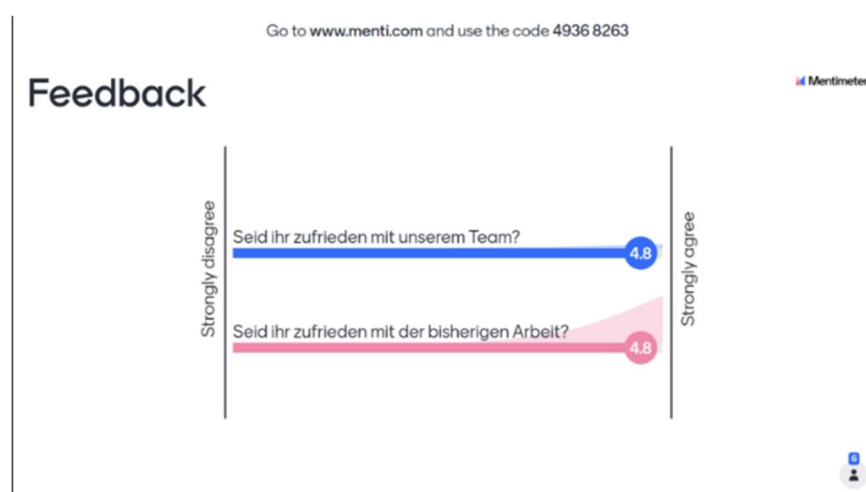 Go to www.menti.com and use the code 4936 8263
Feedback
Mentimeter
Strongly disagree
Seid ihr zufrieden mit unserem Team?
4.8
Seid ihr zufrieden mit der bisherigen Arbeit?
4.8
Strongly agree
6